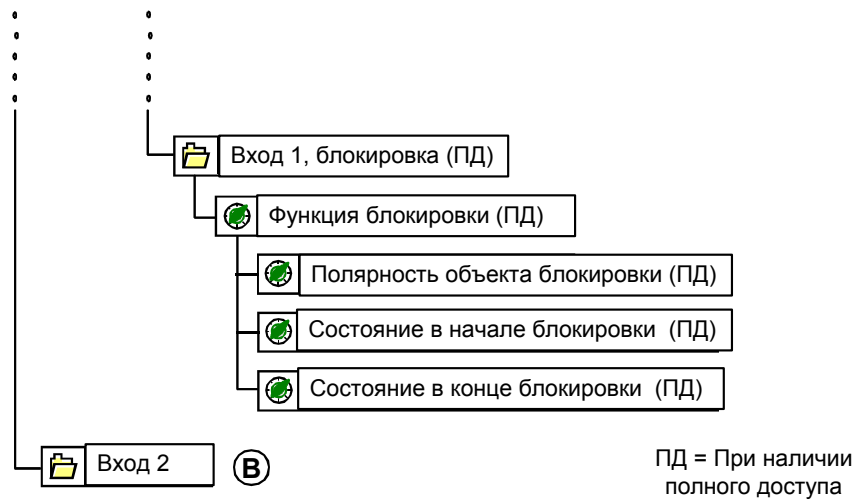 Вход 1, блокировка (ПД)
Функция блокировки (ПД)
Полярность объекта блокировки (ПД)
Состояние в начале блокировки (ПД)
Состояние в конце блокировки (ПД)
Вход 2
B
ПД = При наличии
полного доступа